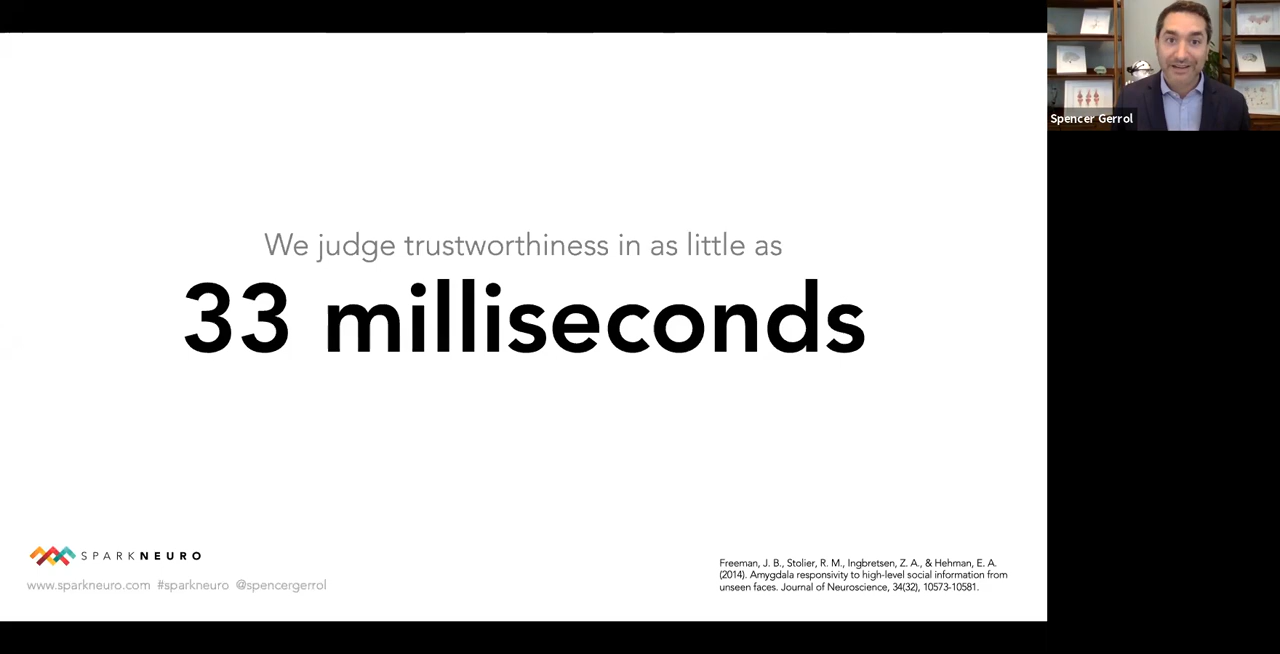 We judge trustworthiness in as little as
33 milliseconds
SPARKNEURO
www.sparkneuro.com #sparkneuro @spencergerrol
Freeman, J. B., Stolier, R. M., Ingbretsen, Z. A., & Hehman, E. A.
(2014). Amygdala responsivity to high-level social information from
unseen faces. Journal of Neuroscience, 34(32), 10573-10581.
Spencer Gerrol